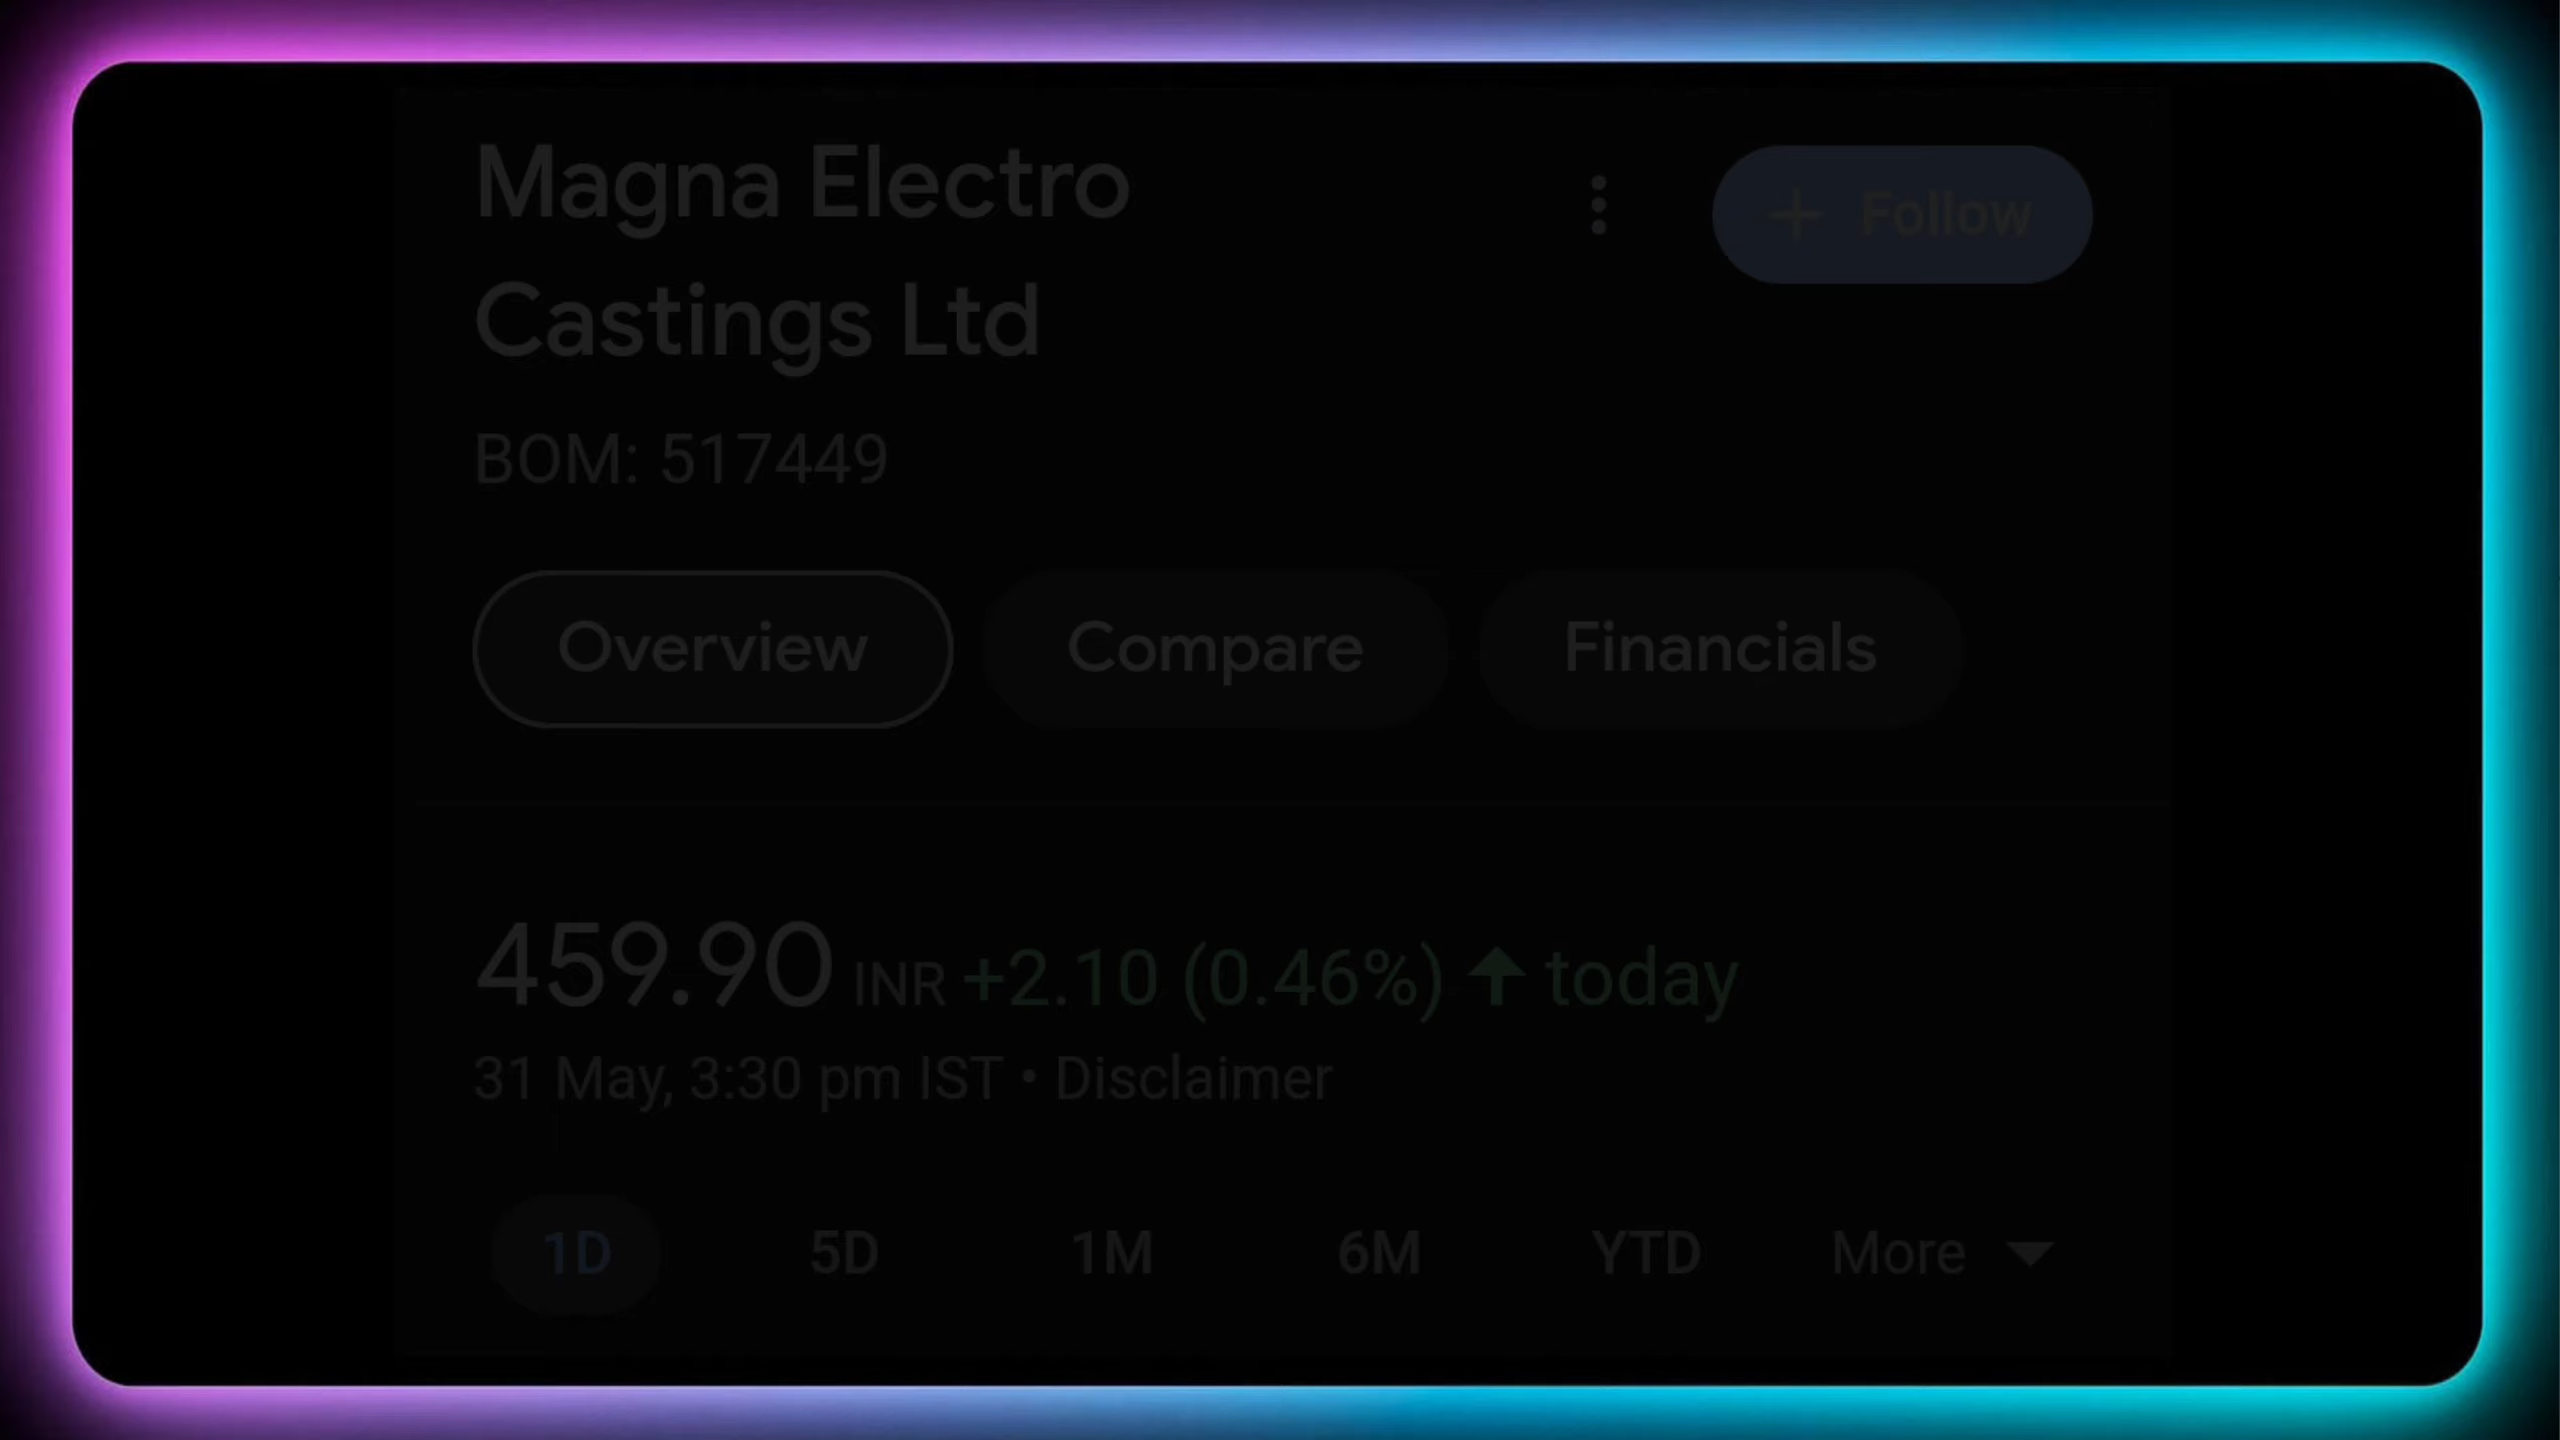 Magna Electro
Castings Ltd
+ Follow
BOM: 517449
Overview Compare Financials
459.90 INR +2.10 (0.46%) ↑ today
31 May, 3:30 pm IST • Disclaimer
1D 5D 1M 6M YTD More